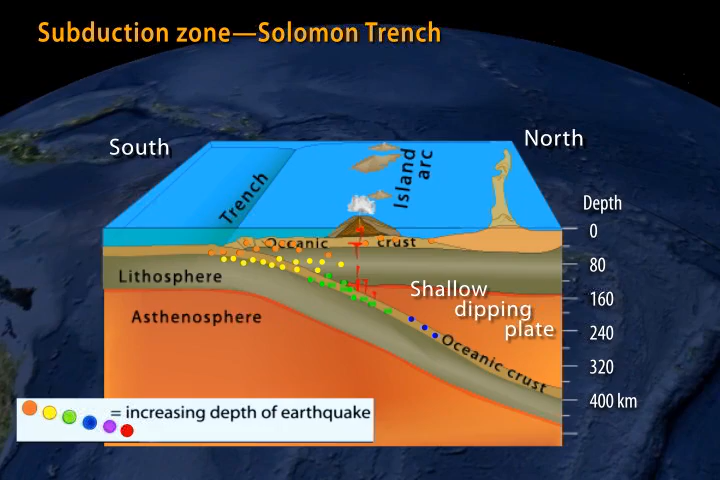 Subduction zone—Solomon Trench
South
North
Trench
Island
arc
Depth
0
80
160
240
320
400 km
Oceanic crust
Lithosphere
Asthenosphere
Shallow
dipping
plate
Oceanic crust
= increasing depth of earthquake